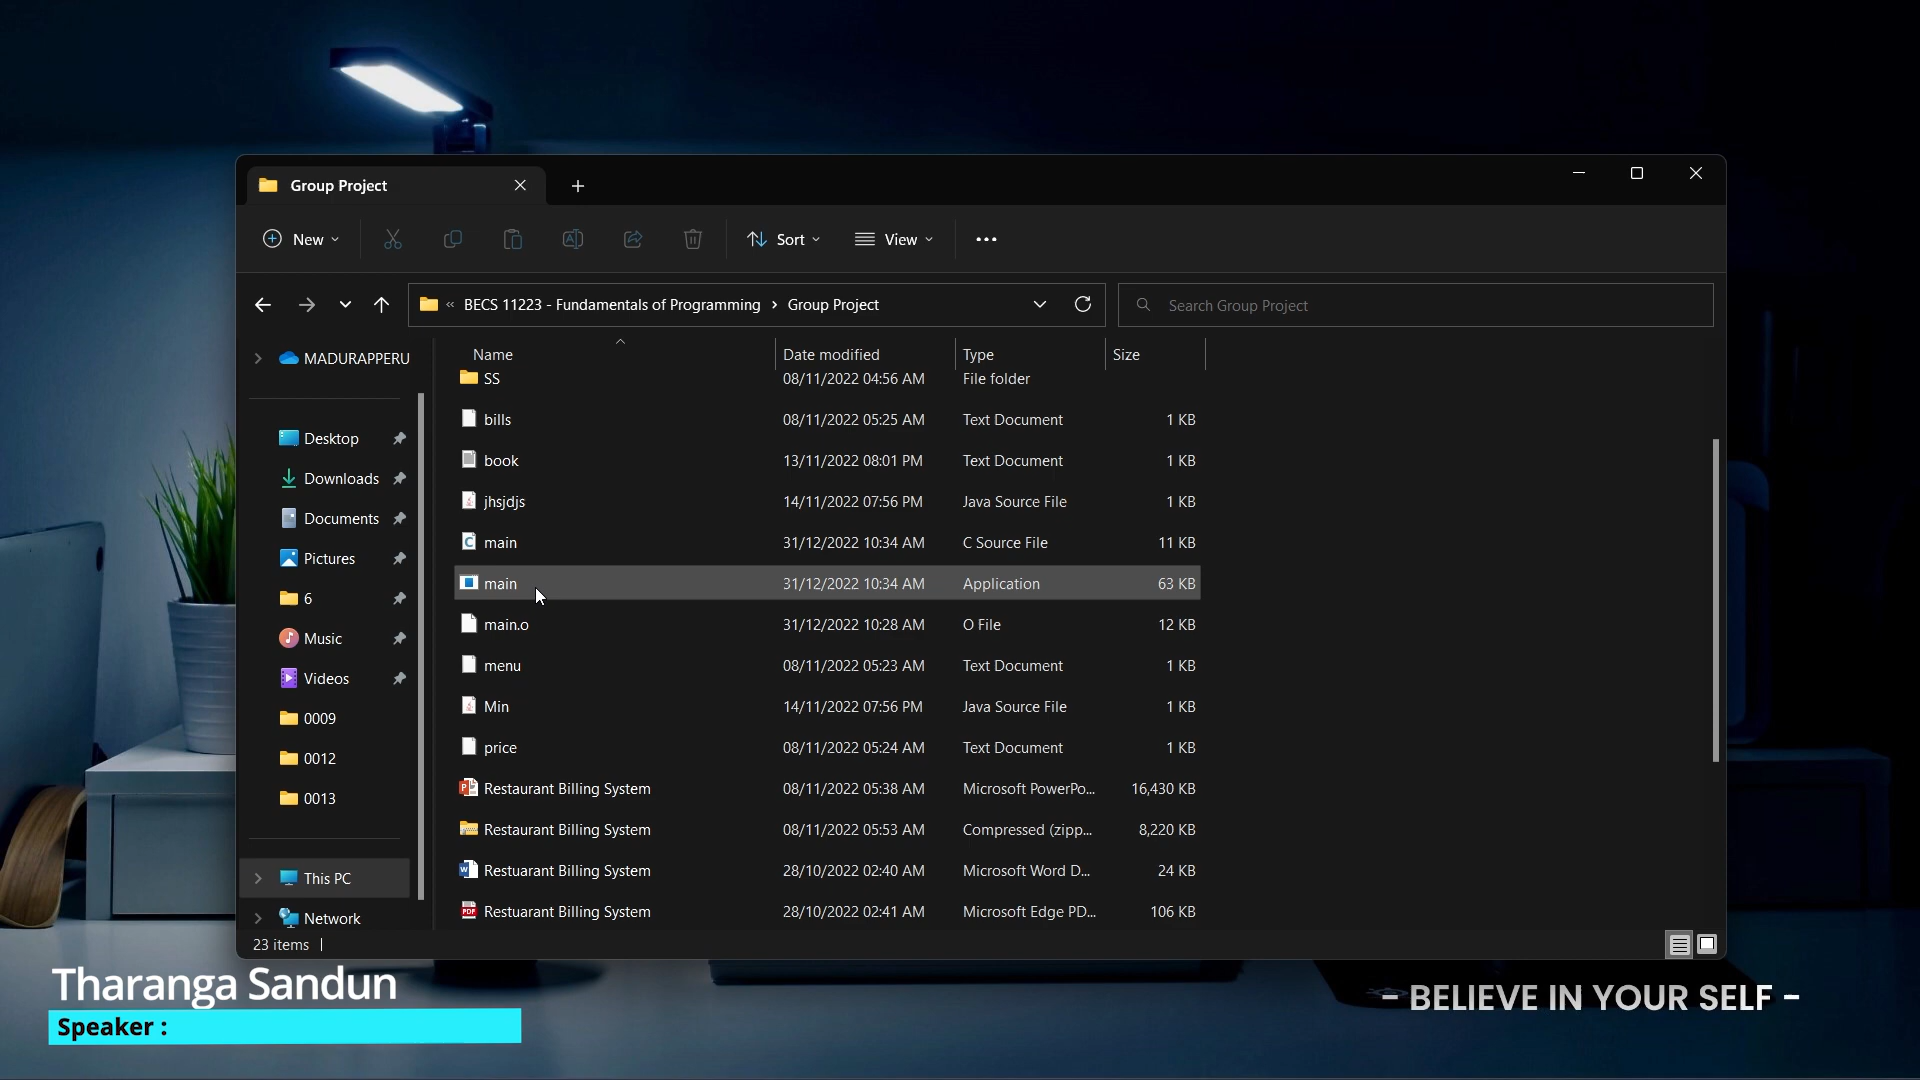 Group Project
New
Sort
View
BECS 11223 - Fundamentals of Programming > Group Project
Search Group Project
MADURAPPERU
Desktop
Downloads
Documents
Pictures
6
Music
Videos
0009
0012
0013
This PC
Network
Name Date modified Type Size
SS 08/11/2022 04:56 AM File folder
bills 08/11/2022 05:25 AM Text Document 1 KB
book 13/11/2022 08:01 PM Text Document 1 KB
jhsjdjs 14/11/2022 07:56 PM Java Source File 1 KB
main 31/12/2022 10:34 AM C Source File 11 KB
main 31/12/2022 10:34 AM Application 63 KB
main.o 31/12/2022 10:28 AM O File 12 KB
menu 08/11/2022 05:23 AM Text Document 1 KB
Min 14/11/2022 07:56 PM Java Source File 1 KB
price 08/11/2022 05:24 AM Text Document 1 KB
Restaurant Billing System 08/11/2022 05:38 AM Microsoft PowerPo... 16,430 KB
Restaurant Billing System 08/11/2022 05:53 AM Compressed (zipp... 8,220 KB
Restuarant Billing System 28/10/2022 02:40 AM Microsoft Word D... 24 KB
Restuarant Billing System 28/10/2022 02:41 AM Microsoft Edge PD... 106 KB
23 items
Tharanga Sandun
Speaker :
- BELIEVE IN YOUR SELF -